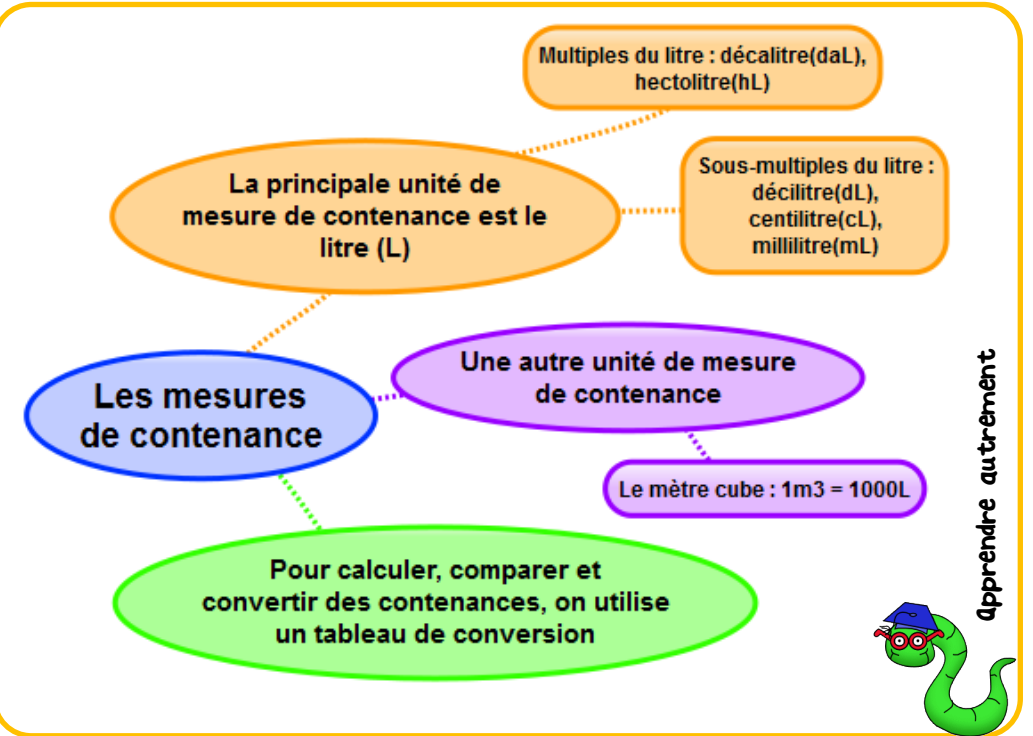 Multiples du litre : décalitre(daL),
hectolitre(hL)
La principale unité de
mesure de contenance est le
litre (L)
Sous-multiples du litre :
décilitre(dL),
centilitre(cL),
millilitre(mL)
Les mesures
de contenance
Une autre unité de mesure
de contenance
Le mètre cube : 1m3 = 1000L
Pour calculer, comparer et
convertir des contenances, on utilise
un tableau de conversion
apprendre autrement